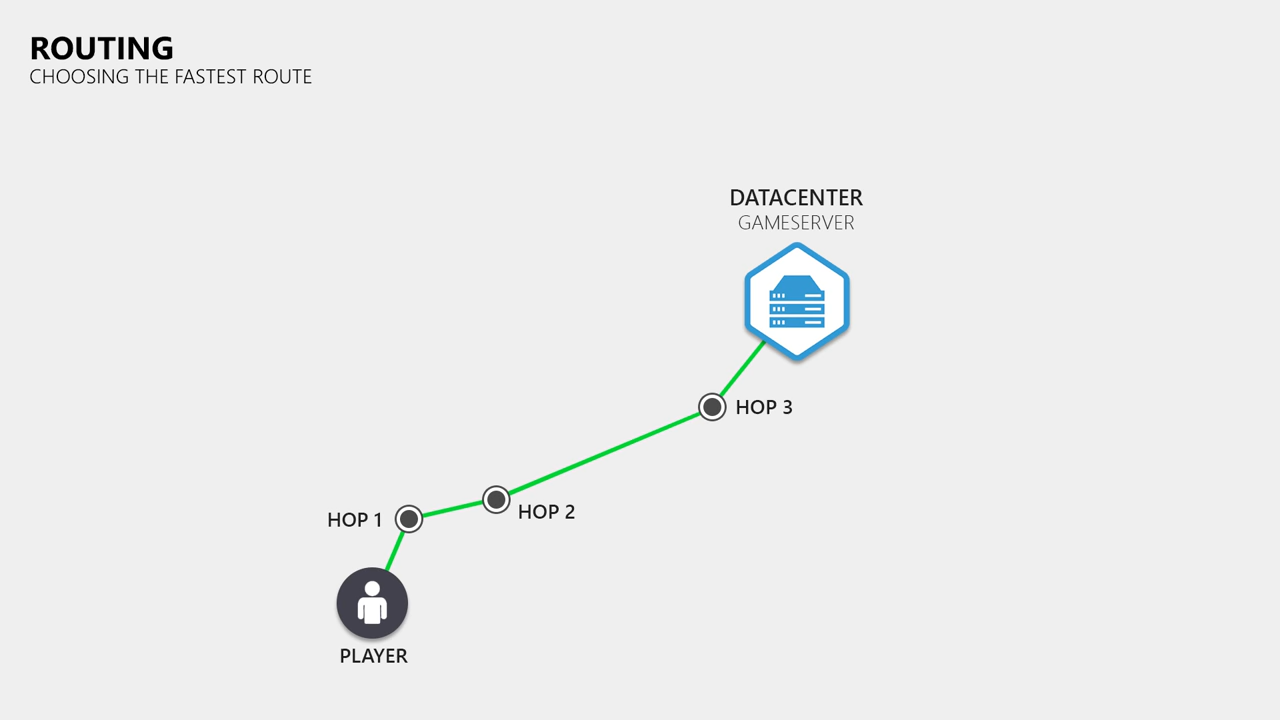 ROUTING
CHOOSING THE FASTEST ROUTE
DATACENTER
GAMESERVER
HOP 3
HOP 2
HOP 1
PLAYER